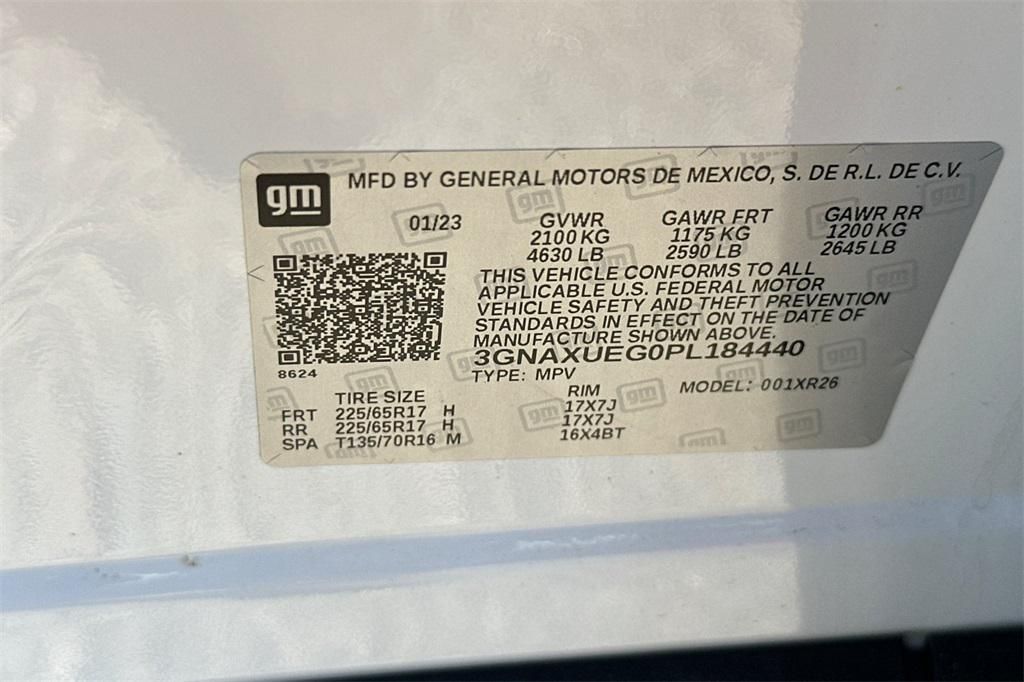 gm MFD BY GENERAL MOTORS DE MEXICO, S. DE R.L. DE C.V.
01/23 GVWR GAWR FRT GAWR RR
2100 KG 1175 KG 1200 KG
4630 LB 2590 LB 2645 LB
THIS VEHICLE CONFORMS TO ALL
APPLICABLE U.S. FEDERAL MOTOR
VEHICLE SAFETY AND THEFT PREVENTION
STANDARDS IN EFFECT ON THE DATE OF
MANUFACTURE SHOWN ABOVE.
3GNAXUEG0PL184440
8624 TYPE: MPV MODEL: 001XR26
TIRE SIZE RIM
FRT 225/65R17 H 17X7J
RR 225/65R17 H 17X7J
SPA T135/70R16 M 16X4BT